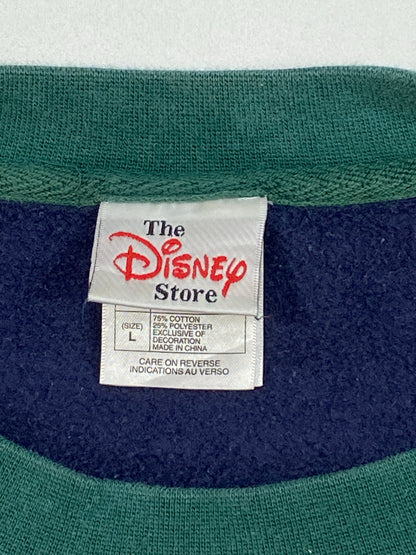 The
Disney
Store
(SIZE)
L
75% COTTON
25% POLYESTER
EXCLUSIVE OF
DECORATION
MADE IN CHINA
CARE ON REVERSE
INDICATIONS AU VERSO